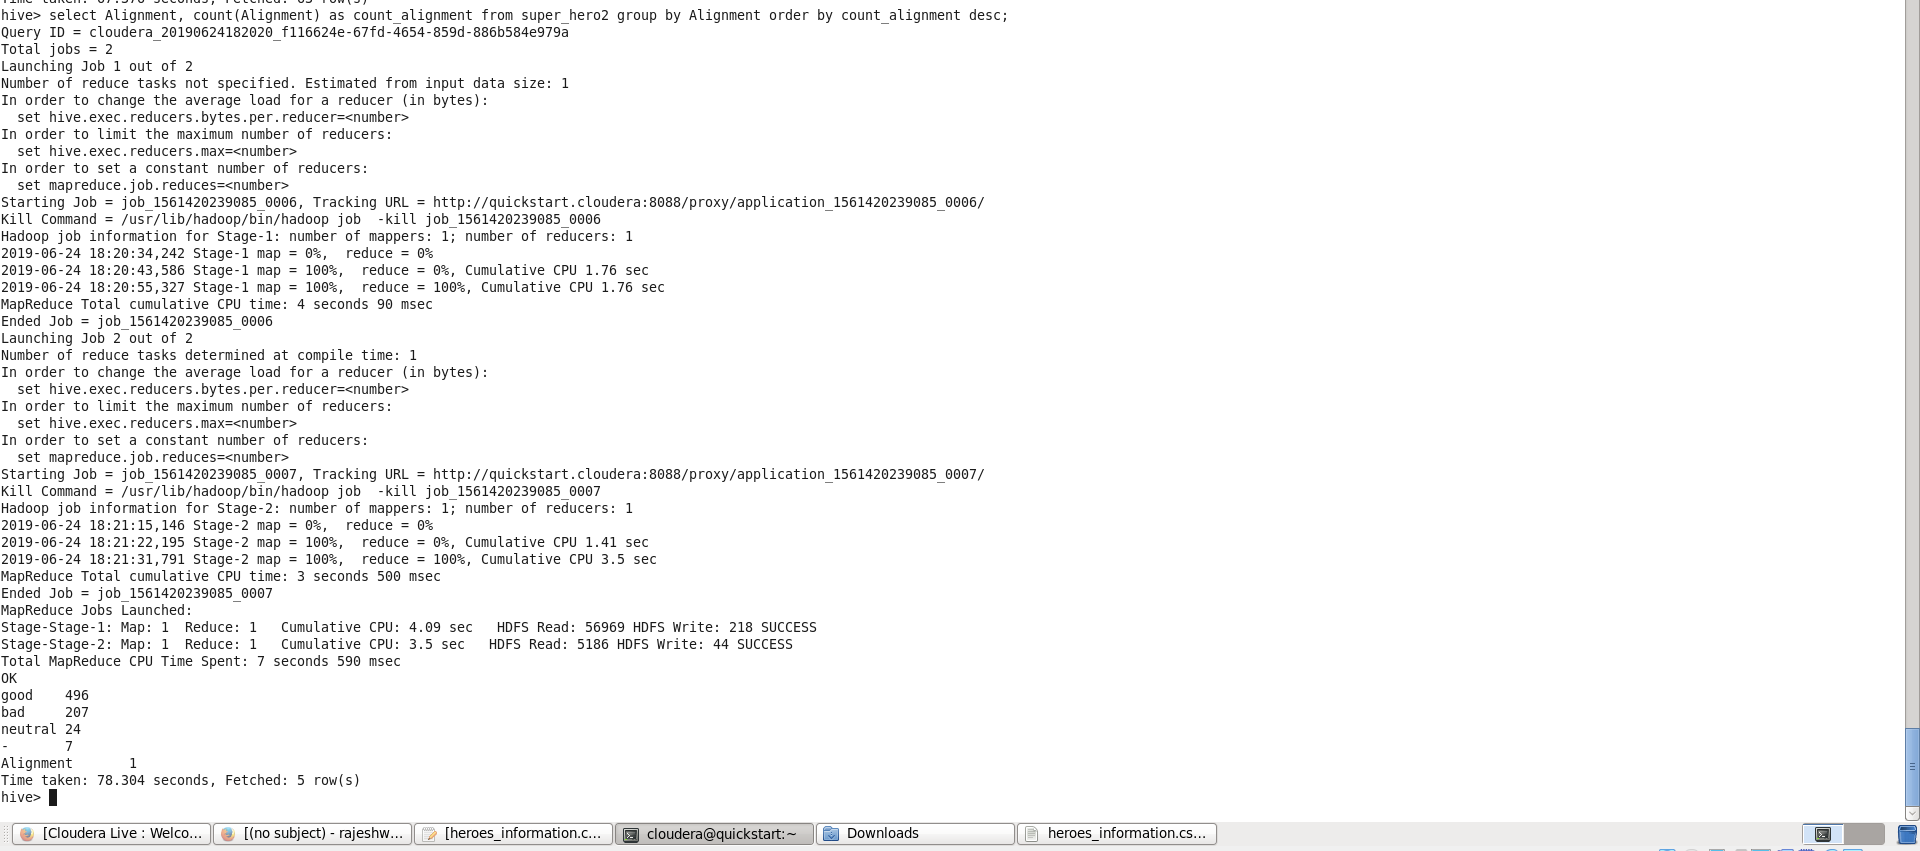 hive> select Alignment, count(Alignment) as count_alignment from super_hero2 group by Alignment order by count_alignment desc;
Query ID = cloudera_20190624182020_f116624e-67fd-4654-859d-886b584e979a
Total jobs = 2
Launching Job 1 out of 2
Number of reduce tasks not specified. Estimated from input data size: 1
In order to change the average load for a reducer (in bytes):
  set hive.exec.reducers.bytes.per.reducer=<number>
In order to limit the maximum number of reducers:
  set hive.exec.reducers.max=<number>
In order to set a constant number of reducers:
  set mapreduce.job.reduces=<number>
Starting Job = job_1561420239085_0006, Tracking URL = http://quickstart.cloudera:8088/proxy/application_1561420239085_0006/
Kill Command = /usr/lib/hadoop/bin/hadoop job  -kill job_1561420239085_0006
Hadoop job information for Stage-1: number of mappers: 1; number of reducers: 1
2019-06-24 18:20:34,242 Stage-1 map = 0%,  reduce = 0%
2019-06-24 18:20:43,586 Stage-1 map = 100%,  reduce = 0%, Cumulative CPU 1.76 sec
2019-06-24 18:20:55,327 Stage-1 map = 100%,  reduce = 100%, Cumulative CPU 1.76 sec
MapReduce Total cumulative CPU time: 4 seconds 90 msec
Ended Job = job_1561420239085_0006
Launching Job 2 out of 2
Number of reduce tasks determined at compile time: 1
In order to change the average load for a reducer (in bytes):
  set hive.exec.reducers.bytes.per.reducer=<number>
In order to limit the maximum number of reducers:
  set hive.exec.reducers.max=<number>
In order to set a constant number of reducers:
  set mapreduce.job.reduces=<number>
Starting Job = job_1561420239085_0007, Tracking URL = http://quickstart.cloudera:8088/proxy/application_1561420239085_0007/
Kill Command = /usr/lib/hadoop/bin/hadoop job  -kill job_1561420239085_0007
Hadoop job information for Stage-2: number of mappers: 1; number of reducers: 1
2019-06-24 18:21:15,146 Stage-2 map = 0%,  reduce = 0%
2019-06-24 18:21:22,195 Stage-2 map = 100%,  reduce = 0%, Cumulative CPU 1.41 sec
2019-06-24 18:21:31,791 Stage-2 map = 100%,  reduce = 100%, Cumulative CPU 3.5 sec
MapReduce Total cumulative CPU time: 3 seconds 500 msec
Ended Job = job_1561420239085_0007
MapReduce Jobs Launched:
Stage-Stage-1: Map: 1  Reduce: 1   Cumulative CPU: 4.09 sec   HDFS Read: 56969 HDFS Write: 218 SUCCESS
Stage-Stage-2: Map: 1  Reduce: 1   Cumulative CPU: 3.5 sec   HDFS Read: 5186 HDFS Write: 44 SUCCESS
Total MapReduce CPU Time Spent: 7 seconds 590 msec
OK
good    496
bad     207
neutral 24
-       7
Alignment       1
Time taken: 78.304 seconds, Fetched: 5 row(s)
hive>
[Cloudera Live : Welco... [(no subject) - rajeshw... [heroes_information.c... cloudera@quickstart:~ Downloads heroes_information.cs...